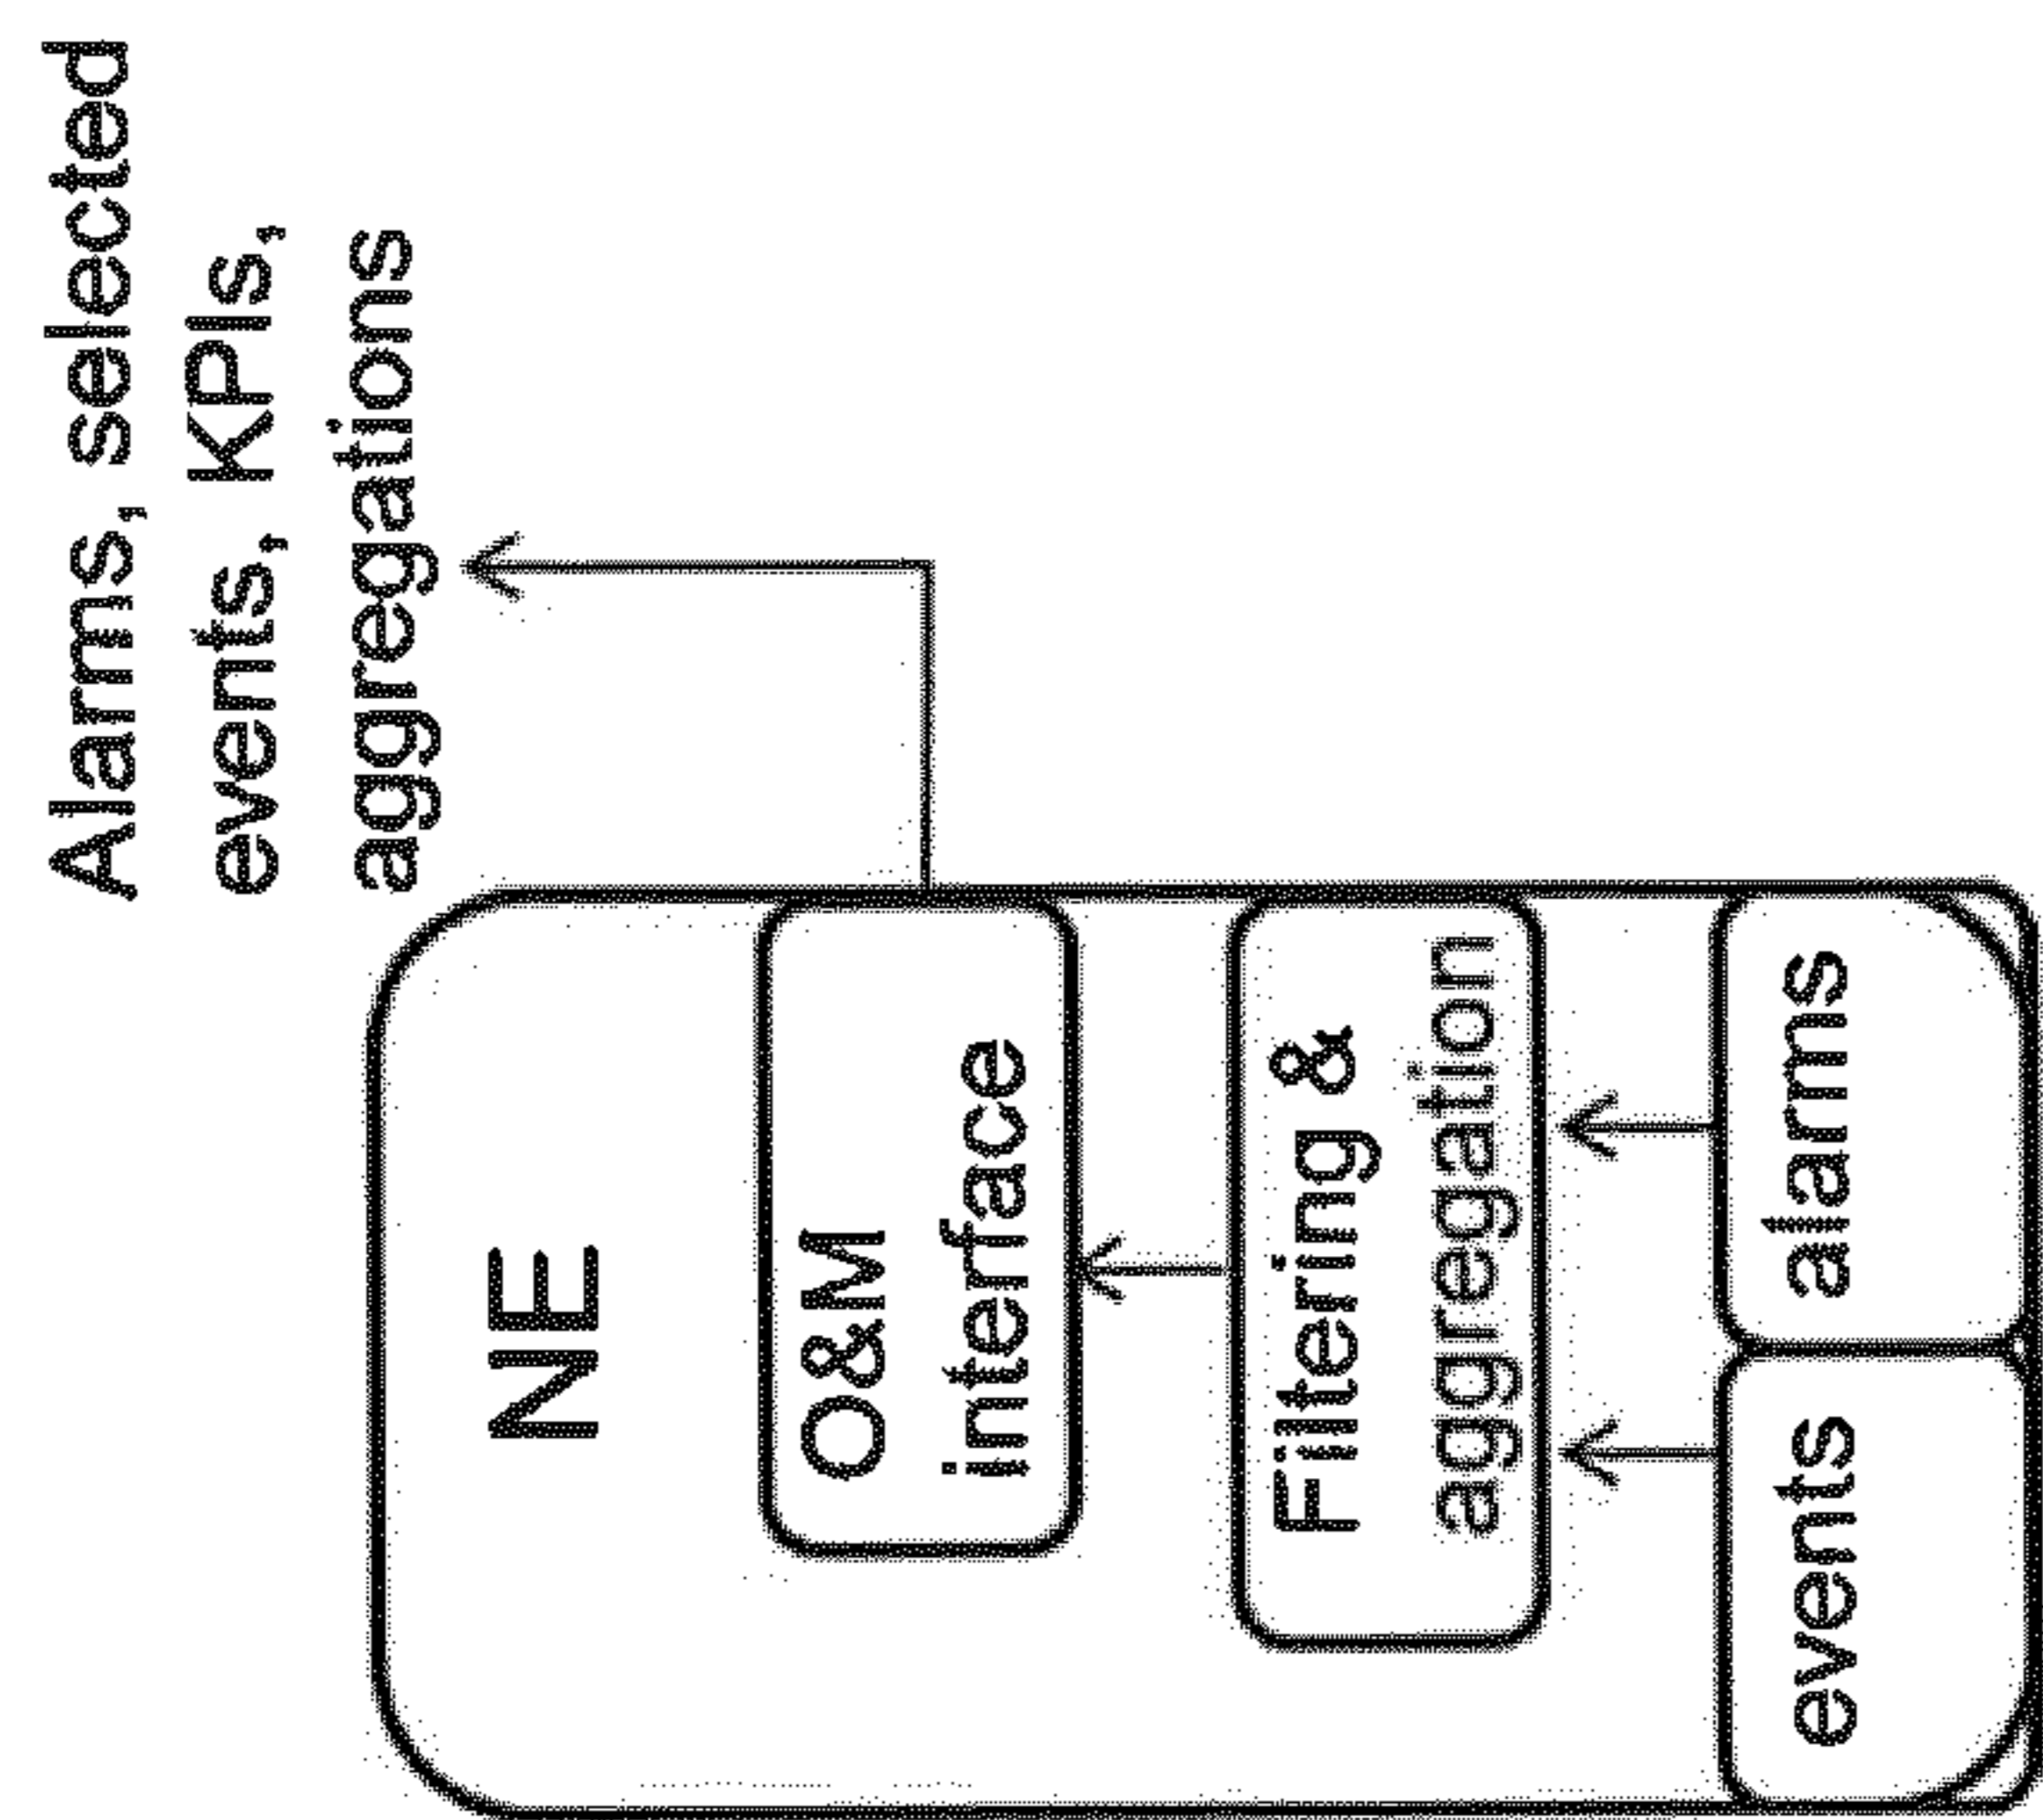 Alarms, selected
events, KPIs,
aggregations
NE
O&M
interface
Filtering &
aggregation
events
alarms